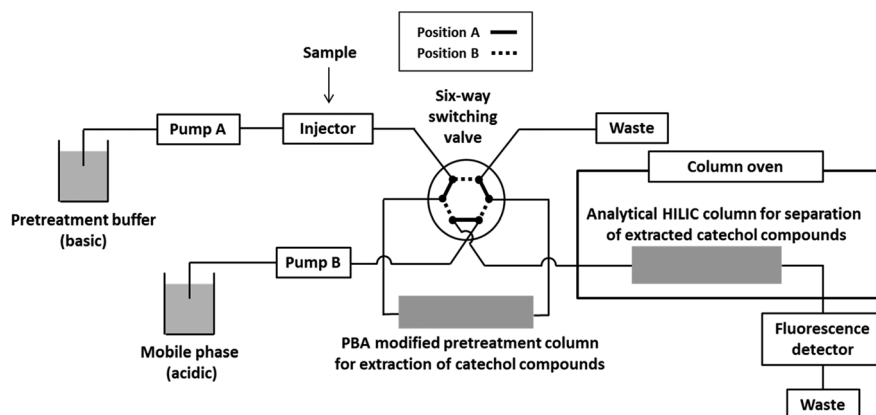 Position A
Position B
Sample
Six-way
switching
valve
Pump A
Injector
Waste
Column oven
Pretreatment buffer
(basic)
Analytical HILIC column for separation
of extracted catechol compounds
Pump B
Mobile phase
(acidic)
PBA modified pretreatment column
for extraction of catechol compounds
Fluorescence
detector
Waste